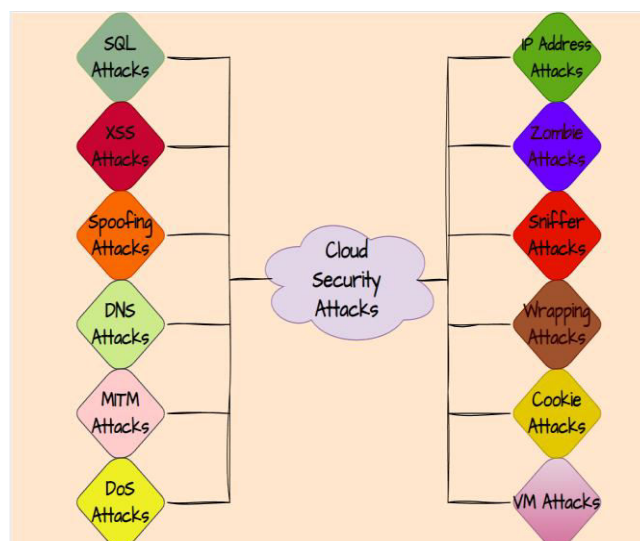 SQL
Attacks
XSS
Attacks
Spoofing
Attacks
DNS
Attacks
MITM
Attacks
DoS
Attacks
Cloud
Security
Attacks
IP Address
Attacks
Zombie
Attacks
Sniffer
Attacks
Wrapping
Attacks
Cookie
Attacks
VM Attacks